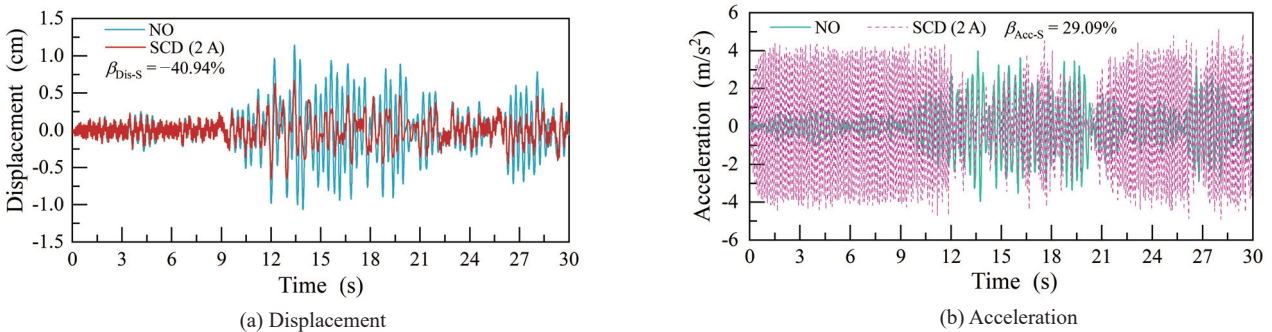 NO
SCD (2 A)
βDis-S = −40.94%
1.5
1.0
0.5
0.0
-0.5
-1.0
-1.5
Displacement (cm)
0 3 6 9 12 15 18 21 24 27 30
Time (s)
(a) Displacement
NO SCD (2 A) βAcc-S = 29.09%
6
4
2
0
-2
-4
-6
Acceleration (m/s²)
0 3 6 9 12 15 18 21 24 27 30
Time (s)
(b) Acceleration